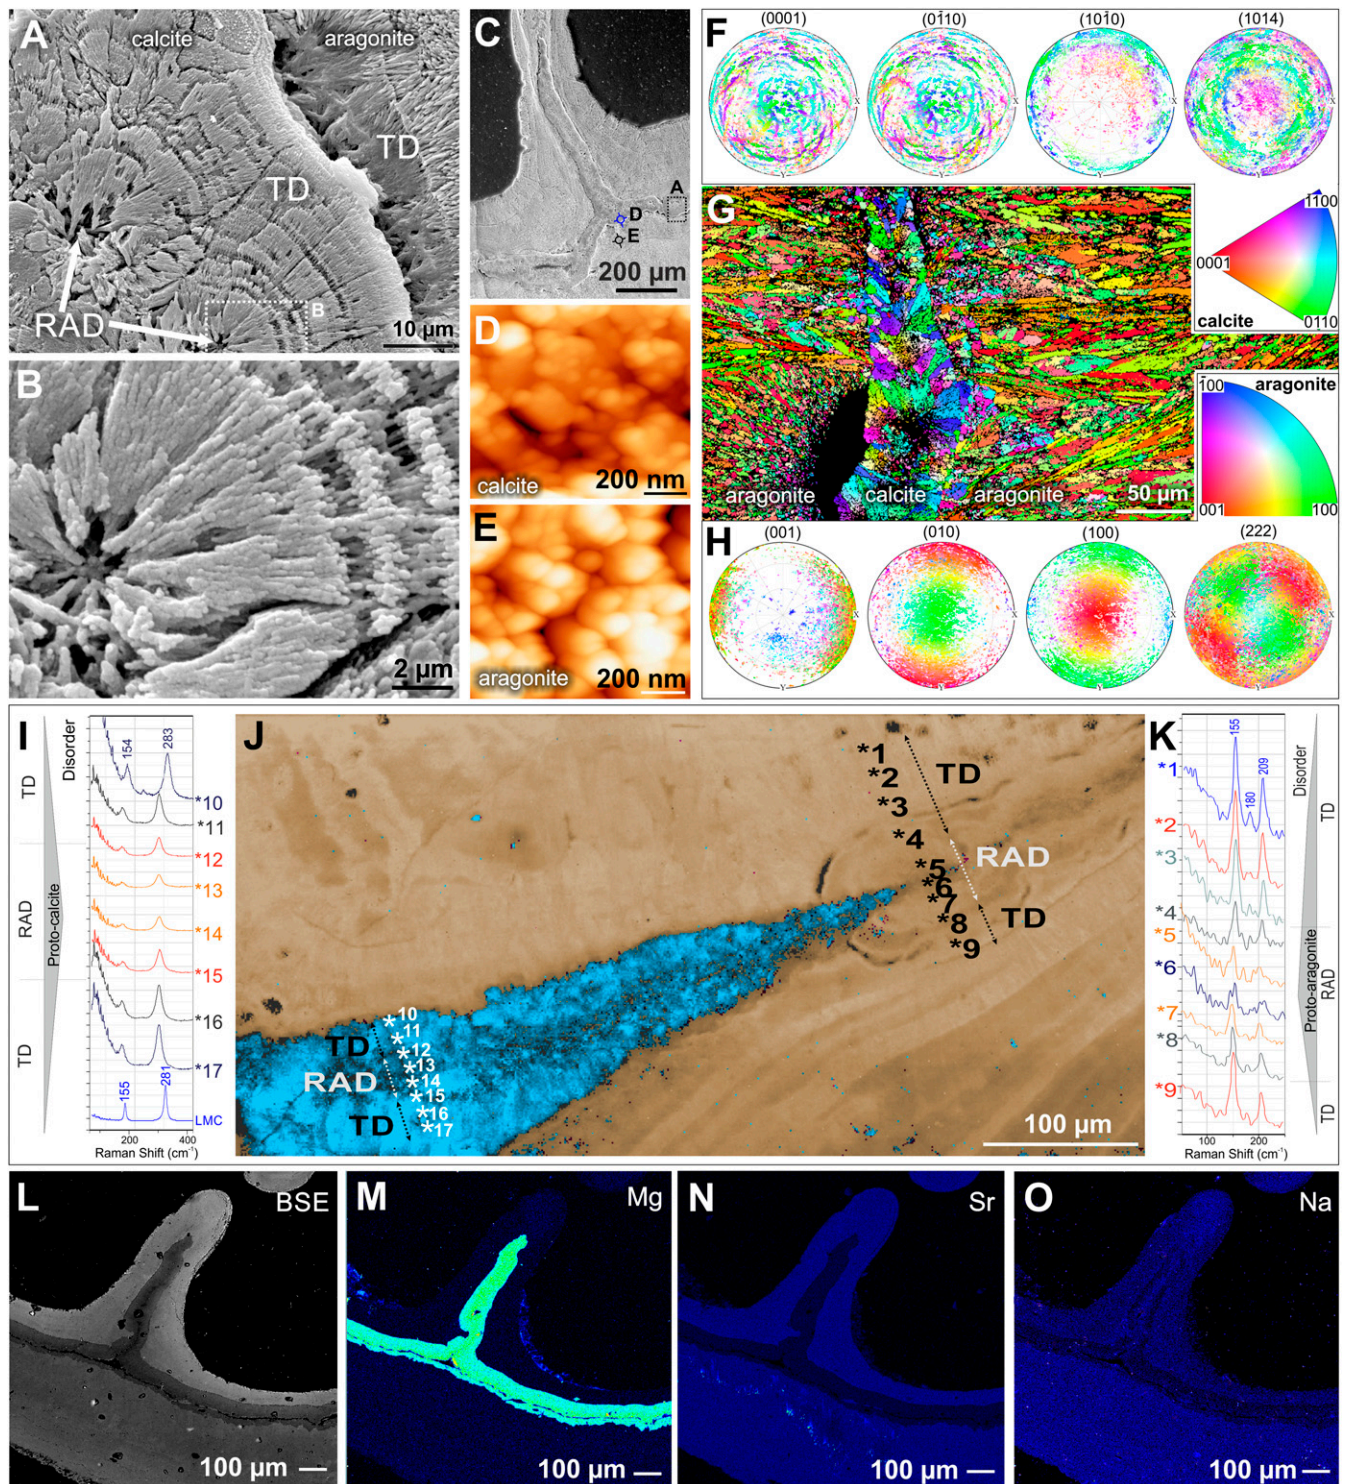 A
calcite
aragonite
TD
TD
RAD
B
10 µm
B
2 µm
C
A
D
E
200 µm
D
calcite
200 nm
E
aragonite
200 nm
F
(0001)
(01̄10)
(101̄0)
(1014)
X
X
X
X
Y
Y
Y
Y
G
aragonite
calcite
aragonite
50 µm
1̄100
0001
calcite
0110
1̄00
aragonite
001
100
H
(001)
(010)
(100)
(222)
X
X
X
X
Y
Y
Y
Y
I
Disorder
TD
RAD
TD
Proto-calcite
154
283
*10
*11
*12
*13
*14
*15
*16
*17
155
281
LMC
200
400
Raman Shift (cm⁻¹)
J
*1
*2
*3
*4
*5
*6
*7
*8
*9
TD
RAD
TD
*10
*11
*12
*13
*14
*15
*16
*17
TD
RAD
TD
100 µm
K
155
209
180
*1
*2
*3
*4
*5
*6
*7
*8
*9
Disorder
TD
RAD
TD
Proto-aragonite
100
200
Raman Shift (cm⁻¹)
L
BSE
100 µm
M
Mg
100 µm
N
Sr
100 µm
O
Na
100 µm